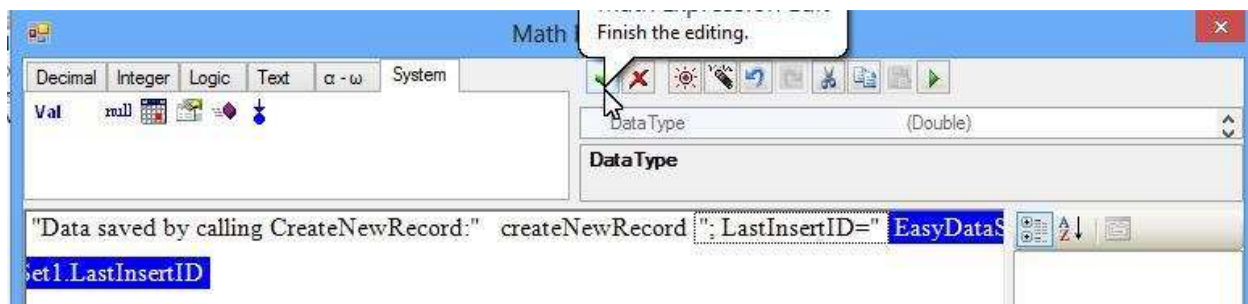 Math
Finish the editing.
Decimal Integer Logic Text α - ω System
Val null
DataType (Double)
DataType
"Data saved by calling CreateNewRecord:" createNewRecord "; LastInsertID=" EasyDataS
Set1.LastInsertID